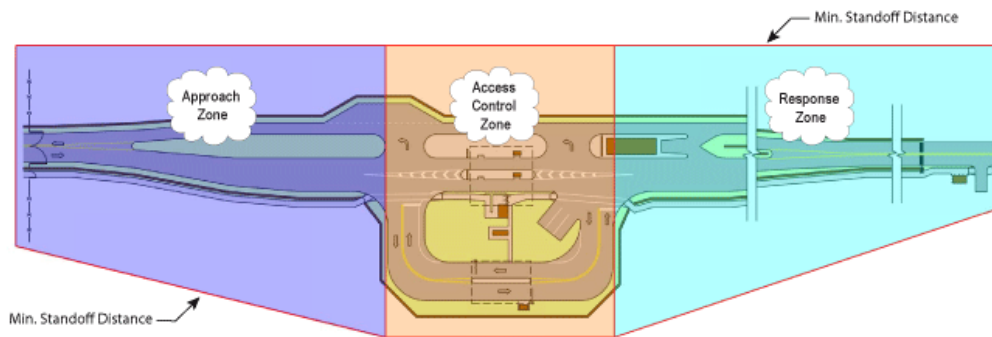 Min. Standoff Distance
Approach
Zone
Access
Control
Zone
Response
Zone
Min. Standoff Distance